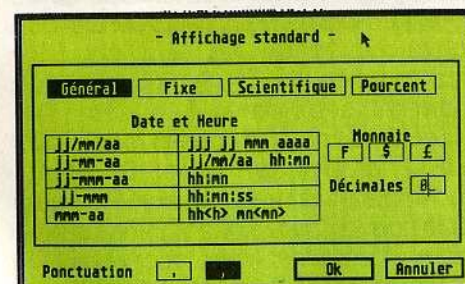 - Affichage standard -
Général Fixe Scientifique Pourcent
Date et Heure
jj/mm/aa jjj jj mmm aaaa
jj-mm-aa jj/mm/aa hh:mn
jj-mmm-aa hh:mn
jj-mmm hh:mn:ss
mmm-aa hh<h> mn<mn>
Monnaie
F $ £
Décimales 0
Ponctuation . ,
Ok Annuler